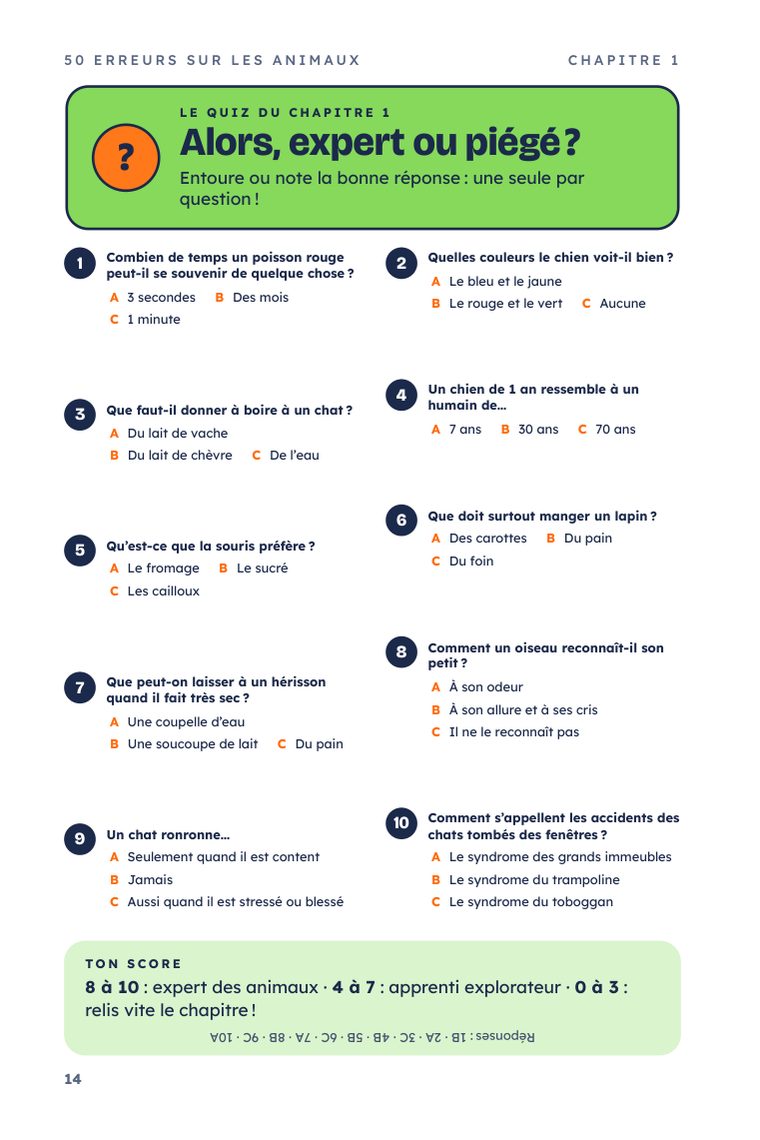 50 ERREURS SUR LES ANIMAUX
CHAPITRE 1
LE QUIZ DU CHAPITRE 1
?
Alors, expert ou piégé ?
Entoure ou note la bonne réponse : une seule par
question !
1
Combien de temps un poisson rouge
peut-il se souvenir de quelque chose ?
A 3 secondes B Des mois
C 1 minute
2
Quelles couleurs le chien voit-il bien ?
A Le bleu et le jaune
B Le rouge et le vert C Aucune
3
Que faut-il donner à boire à un chat ?
A Du lait de vache
B Du lait de chèvre C De l’eau
4
Un chien de 1 an ressemble à un
humain de…
A 7 ans B 30 ans C 70 ans
5
Qu’est-ce que la souris préfère ?
A Le fromage B Le sucré
C Les cailloux
6
Que doit surtout manger un lapin ?
A Des carottes B Du pain
C Du foin
7
Que peut-on laisser à un hérisson
quand il fait très sec ?
A Une coupelle d’eau
B Une soucoupe de lait C Du pain
8
Comment un oiseau reconnaît-il son
petit ?
A À son odeur
B À son allure et à ses cris
C Il ne le reconnaît pas
9
Un chat ronronne…
A Seulement quand il est content
B Jamais
C Aussi quand il est stressé ou blessé
10
Comment s’appellent les accidents des
chats tombés des fenêtres ?
A Le syndrome des grands immeubles
B Le syndrome du trampoline
C Le syndrome du toboggan
TON SCORE
8 à 10 : expert des animaux · 4 à 7 : apprenti explorateur · 0 à 3 :
relis vite le chapitre !
Réponses : 1B · 2A · 3C · 4B · 5B · 6C · 7A · 8B · 9C · 10A
14